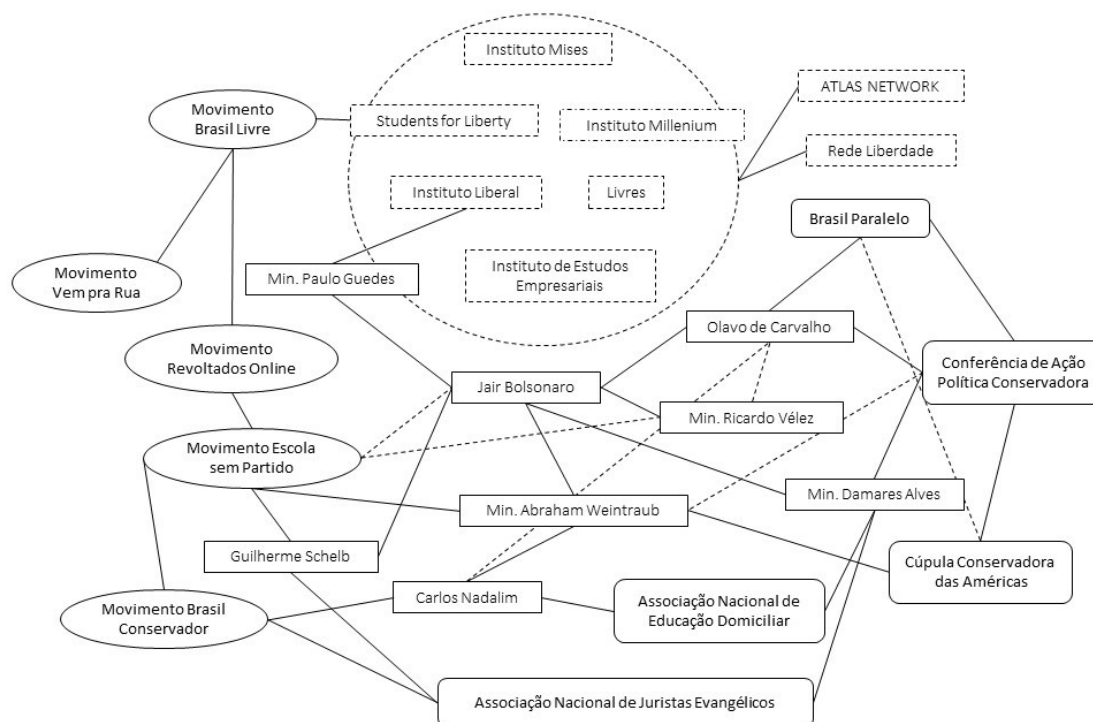 Instituto Mises
ATLAS NETWORK
Movimento
Brasil Livre
Students for Liberty
Instituto Millenium
Rede Liberdade
Instituto Liberal
Livres
Brasil Paralelo
Movimento
Vem pra Rua
Min. Paulo Guedes
Instituto de Estudos
Empresariais
Olavo de Carvalho
Movimento
Revoltados Online
Conferência de Ação
Política Conservadora
Jair Bolsonaro
Min. Ricardo Vélez
Movimento Escola
sem Partido
Min. Damares Alves
Min. Abraham Weintraub
Guilherme Schelb
Cúpula Conservadora
das Américas
Movimento Brasil
Conservador
Carlos Nadalim
Associação Nacional de
Educação Domiciliar
Associação Nacional de Juristas Evangélicos